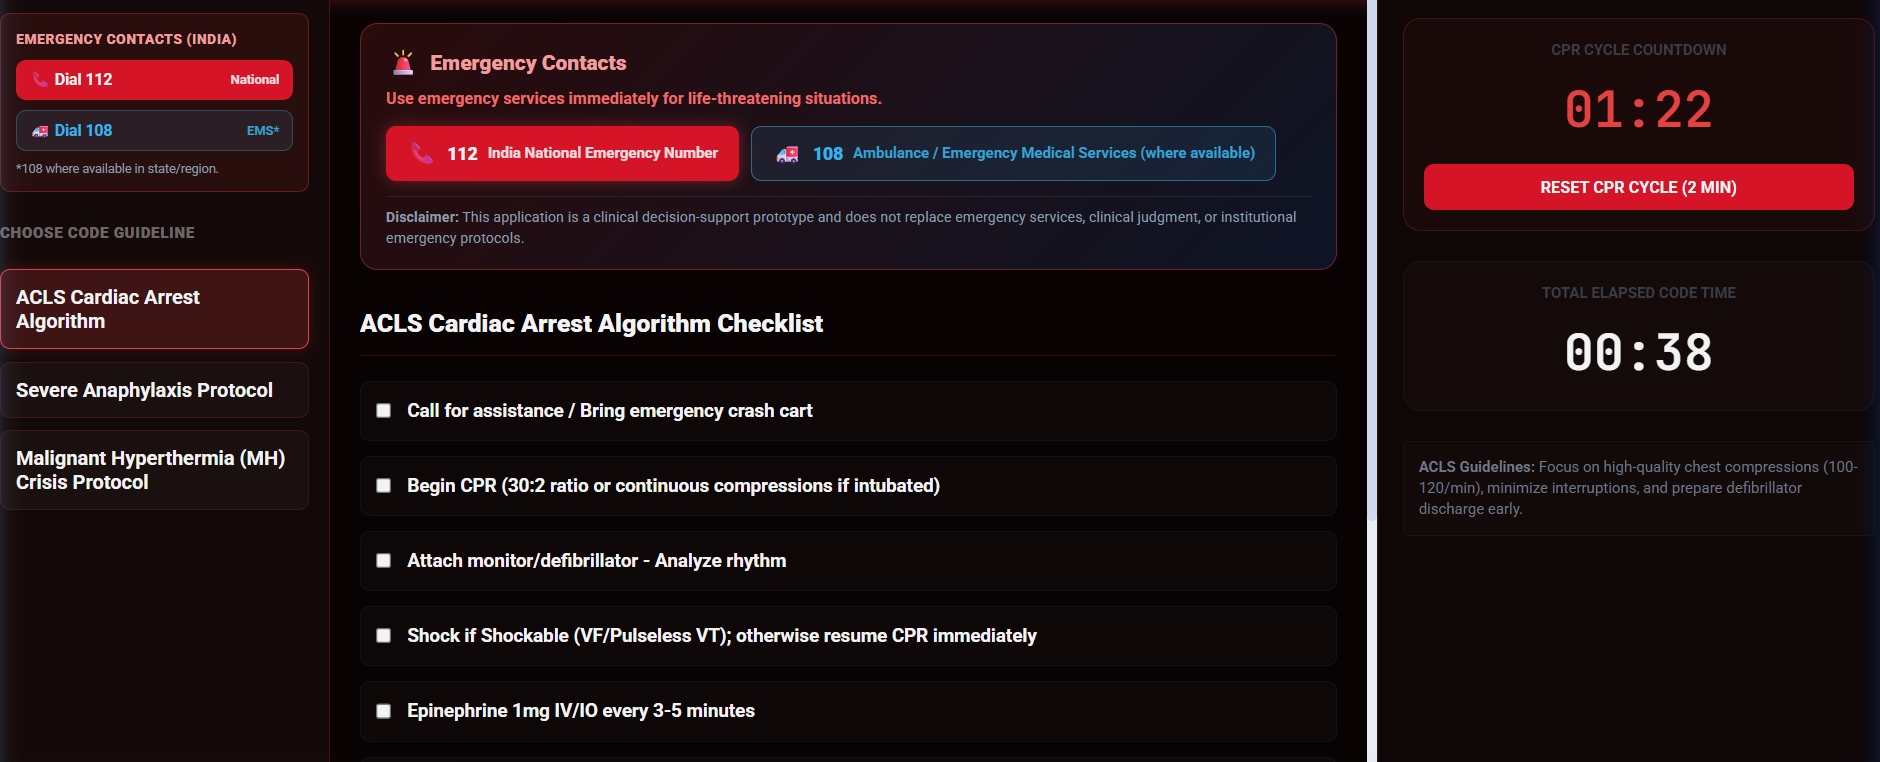 EMERGENCY CONTACTS (INDIA)
Dial 112 National
Dial 108 EMS*
*108 where available in state/region.
CHOOSE CODE GUIDELINE
ACLS Cardiac Arrest
Algorithm
Severe Anaphylaxis Protocol
Malignant Hyperthermia (MH)
Crisis Protocol
Emergency Contacts
Use emergency services immediately for life-threatening situations.
112 India National Emergency Number
108 Ambulance / Emergency Medical Services (where available)
Disclaimer: This application is a clinical decision-support prototype and does not replace emergency services, clinical judgment, or institutional
emergency protocols.
ACLS Cardiac Arrest Algorithm Checklist
Call for assistance / Bring emergency crash cart
Begin CPR (30:2 ratio or continuous compressions if intubated)
Attach monitor/defibrillator - Analyze rhythm
Shock if Shockable (VF/Pulseless VT); otherwise resume CPR immediately
Epinephrine 1mg IV/IO every 3-5 minutes
CPR CYCLE COUNTDOWN
01:22
RESET CPR CYCLE (2 MIN)
TOTAL ELAPSED CODE TIME
00:38
ACLS Guidelines: Focus on high-quality chest compressions (100-
120/min), minimize interruptions, and prepare defibrillator
discharge early.